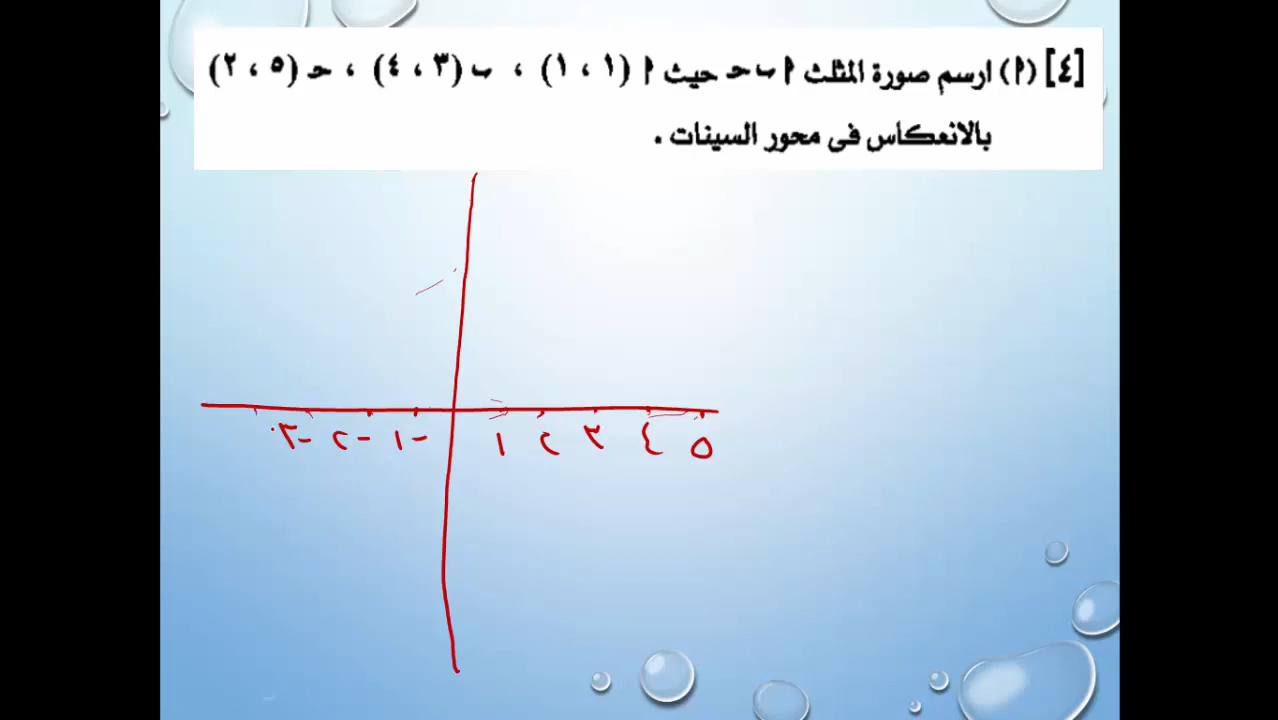 [٤] (أ) ارسم صورة المثلث أ ب حـ حيث أ (١ ، ١) ، ب (٣ ، ٤) ، حـ (٥ ، ٢)
بالانعكاس فى محور السينات .
-٣ -٢ -١ ١ ٢ ٣ ٤ ٥